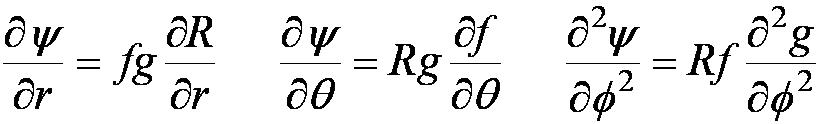 ∂ψ/∂r = fg ∂R/∂r    ∂ψ/∂θ = Rg ∂f/∂θ    ∂²ψ/∂ϕ² = Rf ∂²g/∂ϕ²